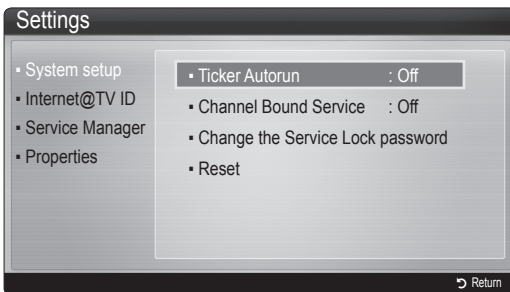 Settings
▪ System setup
▪ Internet@TV ID
▪ Service Manager
▪ Properties
▪ Ticker Autorun : Off
▪ Channel Bound Service : Off
▪ Change the Service Lock password
▪ Reset
Return